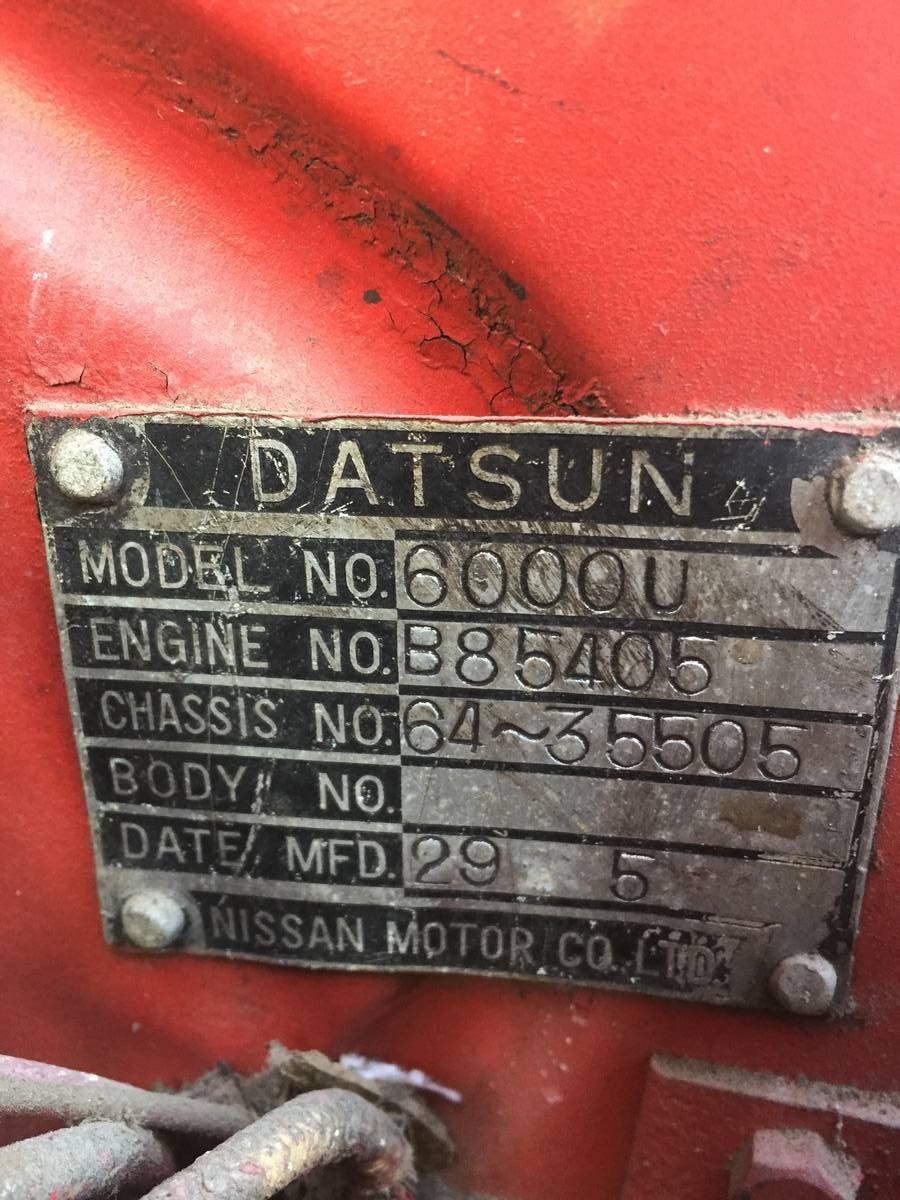 DATSUN
MODEL NO. 6000U
ENGINE NO. B85405
CHASSIS NO. 64~35505
BODY NO.
DATE MFD. 29 5
NISSAN MOTOR CO. LTD.